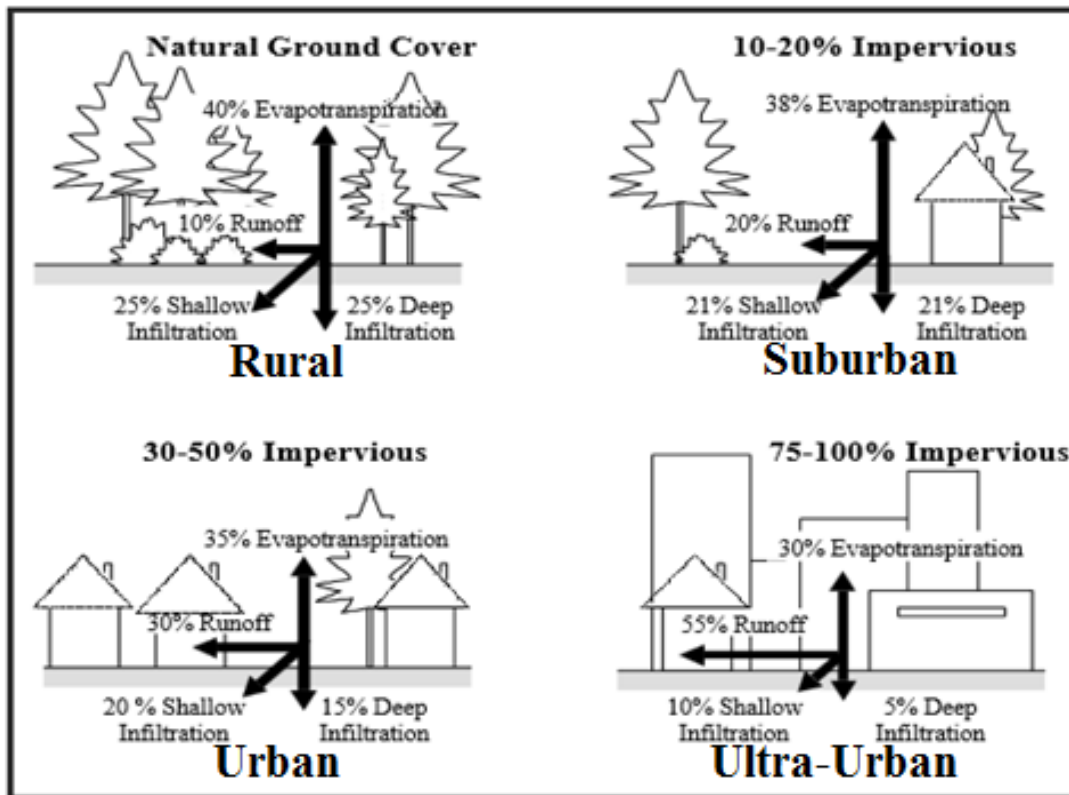 Natural Ground Cover
40% Evapotranspiration
10% Runoff
25% Shallow
Infiltration
25% Deep
Infiltration
Rural
10-20% Impervious
38% Evapotranspiration
20% Runoff
21% Shallow
Infiltration
21% Deep
Infiltration
Suburban
30-50% Impervious
35% Evapotranspiration
30% Runoff
20 % Shallow
Infiltration
15% Deep
Infiltration
Urban
75-100% Impervious
30% Evapotranspiration
55% Runoff
10% Shallow
Infiltration
5% Deep
Infiltration
Ultra-Urban